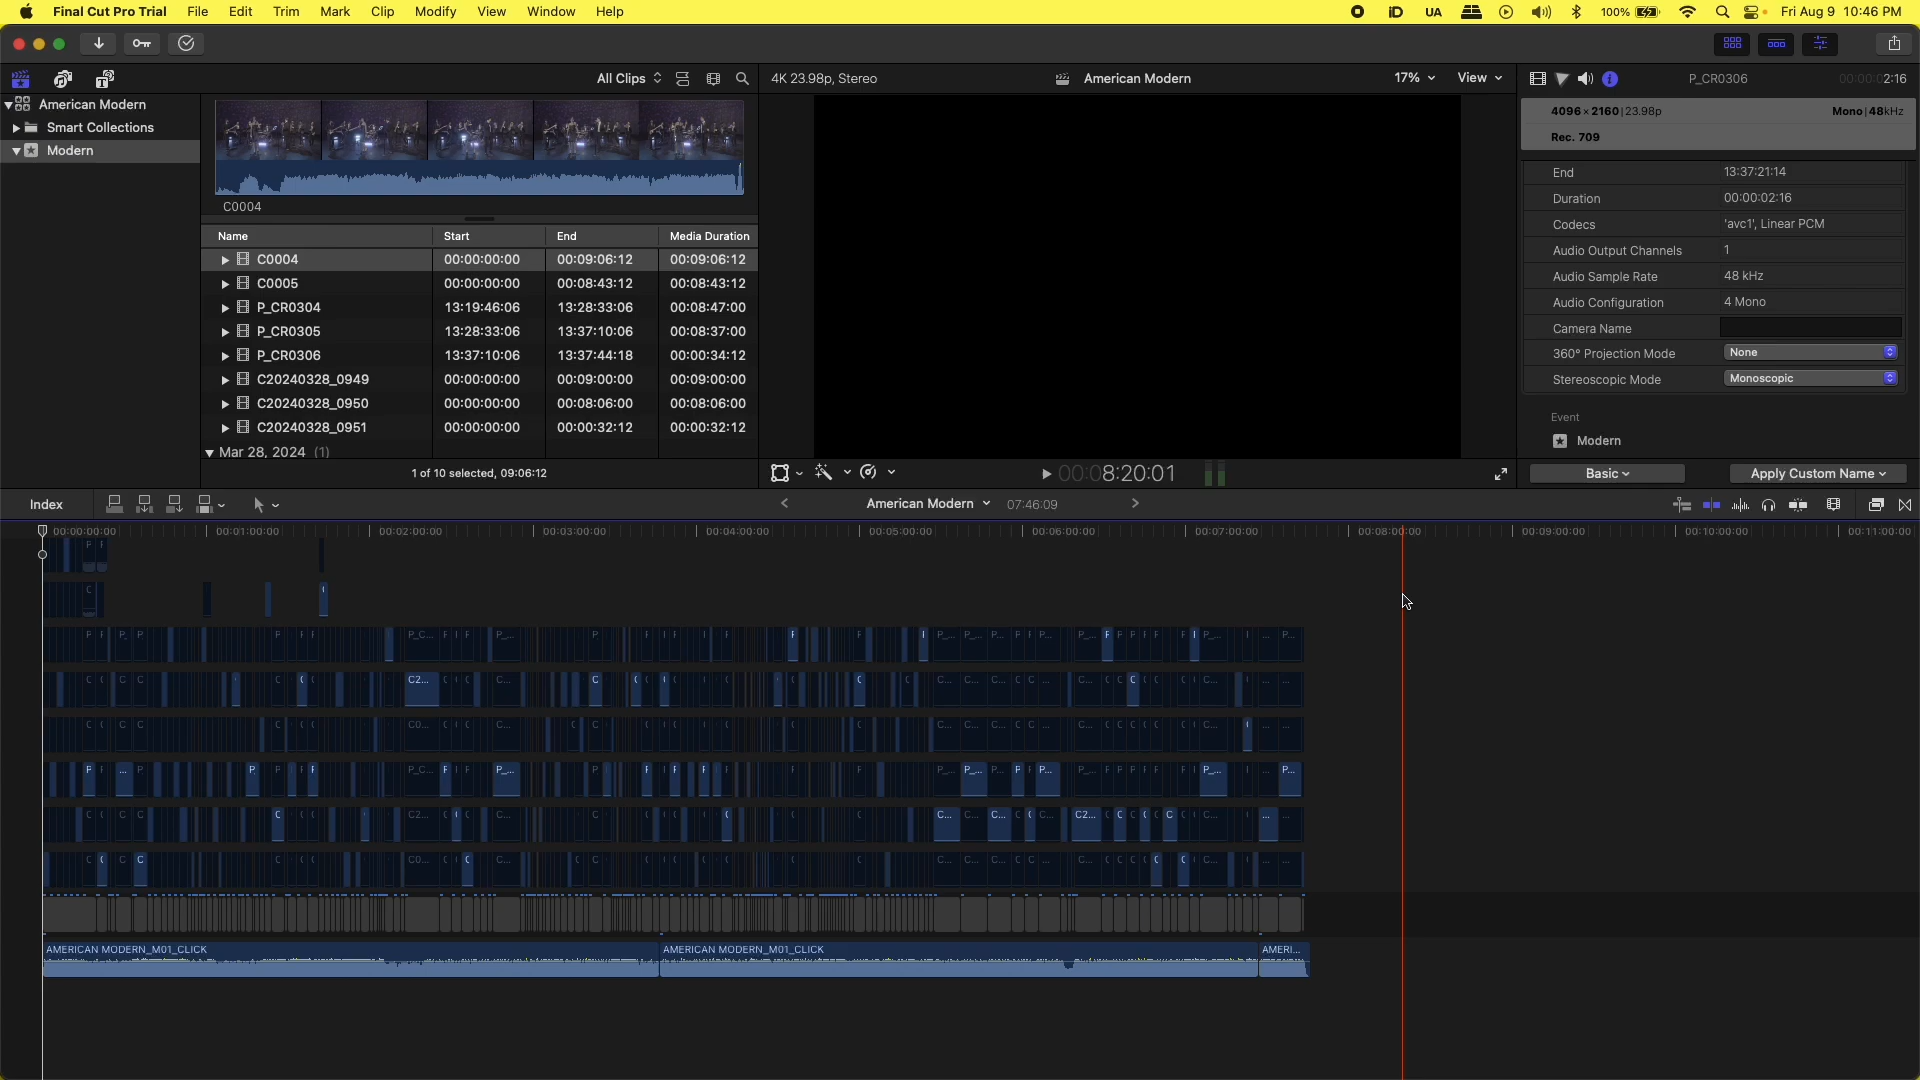 Final Cut Pro Trial File Edit Trim Mark Clip Modify View Window Help iD UA 100% Fri Aug 9 10:46 PM
All Clips 4K 23.98p, Stereo American Modern 17% View P_CR0306 00:00:02:16
American Modern
Smart Collections
Modern
C0004
Name Start End Media Duration
C0004 00:00:00:00 00:09:06:12 00:09:06:12
C0005 00:00:00:00 00:08:43:12 00:08:43:12
P_CR0304 13:19:46:06 13:28:33:06 00:08:47:00
P_CR0305 13:28:33:06 13:37:10:06 00:08:37:00
P_CR0306 13:37:10:06 13:37:44:18 00:00:34:12
C20240328_0949 00:00:00:00 00:09:00:00 00:09:00:00
C20240328_0950 00:00:00:00 00:08:06:00 00:08:06:00
C20240328_0951 00:00:00:00 00:00:32:12 00:00:32:12
Mar 28, 2024 (1)
1 of 10 selected, 09:06:12
00:08:20:01
4096 × 2160 | 23.98p Mono | 48kHz
Rec. 709
End 13:37:21:14
Duration 00:00:02:16
Codecs 'avc1', Linear PCM
Audio Output Channels 1
Audio Sample Rate 48 kHz
Audio Configuration 4 Mono
Camera Name
360° Projection Mode None
Stereoscopic Mode Monoscopic
Event
Modern
Basic Apply Custom Name
Index American Modern 07:46:09
00:00:00:00 00:01:00:00 00:02:00:00 00:03:00:00 00:04:00:00 00:05:00:00 00:06:00:00 00:07:00:00 00:08:00:00 00:09:00:00 00:10:00:00 00:11:00:00
AMERICAN MODERN_M01_CLICK AMERICAN MODERN_M01_CLICK AMERI...